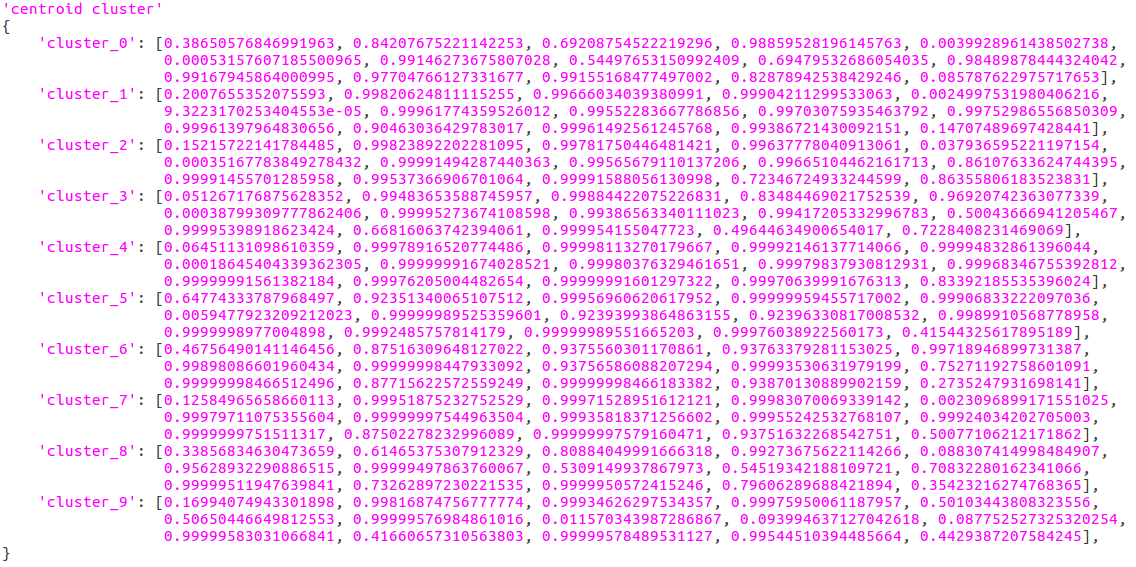 'centroid cluster'
{
'cluster_0': [0.38650576846991963, 0.84207675221142253, 0.69208754522219296, 0.98859528196145763, 0.0039928961438502738,
0.00053157607185500965, 0.99146273675807028, 0.54497653150992409, 0.69479532686054035, 0.98489878444324042,
0.99167945864000995, 0.97704766127331677, 0.99155168477497002, 0.82878942538429246, 0.085787622975717653],
'cluster_1': [0.2007655352075593, 0.99820624811115255, 0.99666034039380991, 0.99904211299533063, 0.0024997531980406216,
9.3223170253404553e-05, 0.99961774359526012, 0.99552283667786856, 0.99703075935463792, 0.99752986556850309,
0.99961397964830656, 0.90463036429783017, 0.99961492561245768, 0.99386721430092151, 0.14707489697428441],
'cluster_2': [0.15215722141784485, 0.99823892202281095, 0.99781750446481421, 0.99637778040913061, 0.037936595221197154,
0.00035167783849278432, 0.99991494287440363, 0.99565679110137206, 0.99665104462161713, 0.86107633624744395,
0.99991455701285958, 0.99537366906701064, 0.99991588056130998, 0.72346724933244599, 0.86355806183523831],
'cluster_3': [0.051267176875628352, 0.99483653588745957, 0.99884422075226831, 0.83484469021752539, 0.96920742363077339,
0.00038799309777862406, 0.99995273674108598, 0.99386563340111023, 0.99417205332996783, 0.50043666941205467,
0.99995398918623424, 0.66816063742394061, 0.999954155047723, 0.49644634900654017, 0.7228408231469069],
'cluster_4': [0.06451131098610359, 0.99978916520774486, 0.99998113270179667, 0.99992146137714066, 0.99994832861396044,
0.00018645404339362305, 0.99999991674028521, 0.99980376329461651, 0.99979837930812931, 0.99968346755392812,
0.99999991561382184, 0.99976205004482654, 0.99999991601297322, 0.99970639991676313, 0.83392185535396024],
'cluster_5': [0.64774333787968497, 0.92351340065107512, 0.99956960620617952, 0.99999959455717002, 0.99906833222097036,
0.0059477923209212023, 0.99999989525359601, 0.92393993864863155, 0.92396330817008532, 0.9989910568778958,
0.9999998977004898, 0.9992485757814179, 0.99999989551665203, 0.99976038922560173, 0.41544325617895189],
'cluster_6': [0.46756490141146456, 0.87516309648127022, 0.9375560301170861, 0.93763379281153025, 0.99718946899731387,
0.99898086601960434, 0.99999998447933092, 0.93756586088207294, 0.99993530631979199, 0.75271192758601091,
0.99999998466512496, 0.87715622572559249, 0.99999998466183382, 0.93870130889902159, 0.2735247931698141],
'cluster_7': [0.12584965658660113, 0.99951875232752529, 0.99971528951612121, 0.99983070069339142, 0.0023096899171551025,
0.99979711075355604, 0.99999997544963504, 0.99935818371256602, 0.99955242532768107, 0.99924034202705003,
0.9999999751511317, 0.87502278232996089, 0.99999997579160471, 0.93751632268542751, 0.50077106212171862],
'cluster_8': [0.33856834630473659, 0.61465375307912329, 0.80884049991666318, 0.99273675622114266, 0.088307414998484907,
0.95628932290886515, 0.99999497863760067, 0.5309149937867973, 0.54519342188109721, 0.70832280162341066,
0.99999511947639841, 0.73262897230221535, 0.9999950572415246, 0.79606289688421894, 0.35423216274768365],
'cluster_9': [0.16994074943301898, 0.99816874756777774, 0.99934626297534357, 0.99975950061187957, 0.50103443808323556,
0.50650446649812553, 0.99999576984861016, 0.011570343987286867, 0.093994637127042618, 0.087752527325320254,
0.99999583031066841, 0.41660657310563803, 0.99999578489531127, 0.99544510394485664, 0.4429387207584245],
}